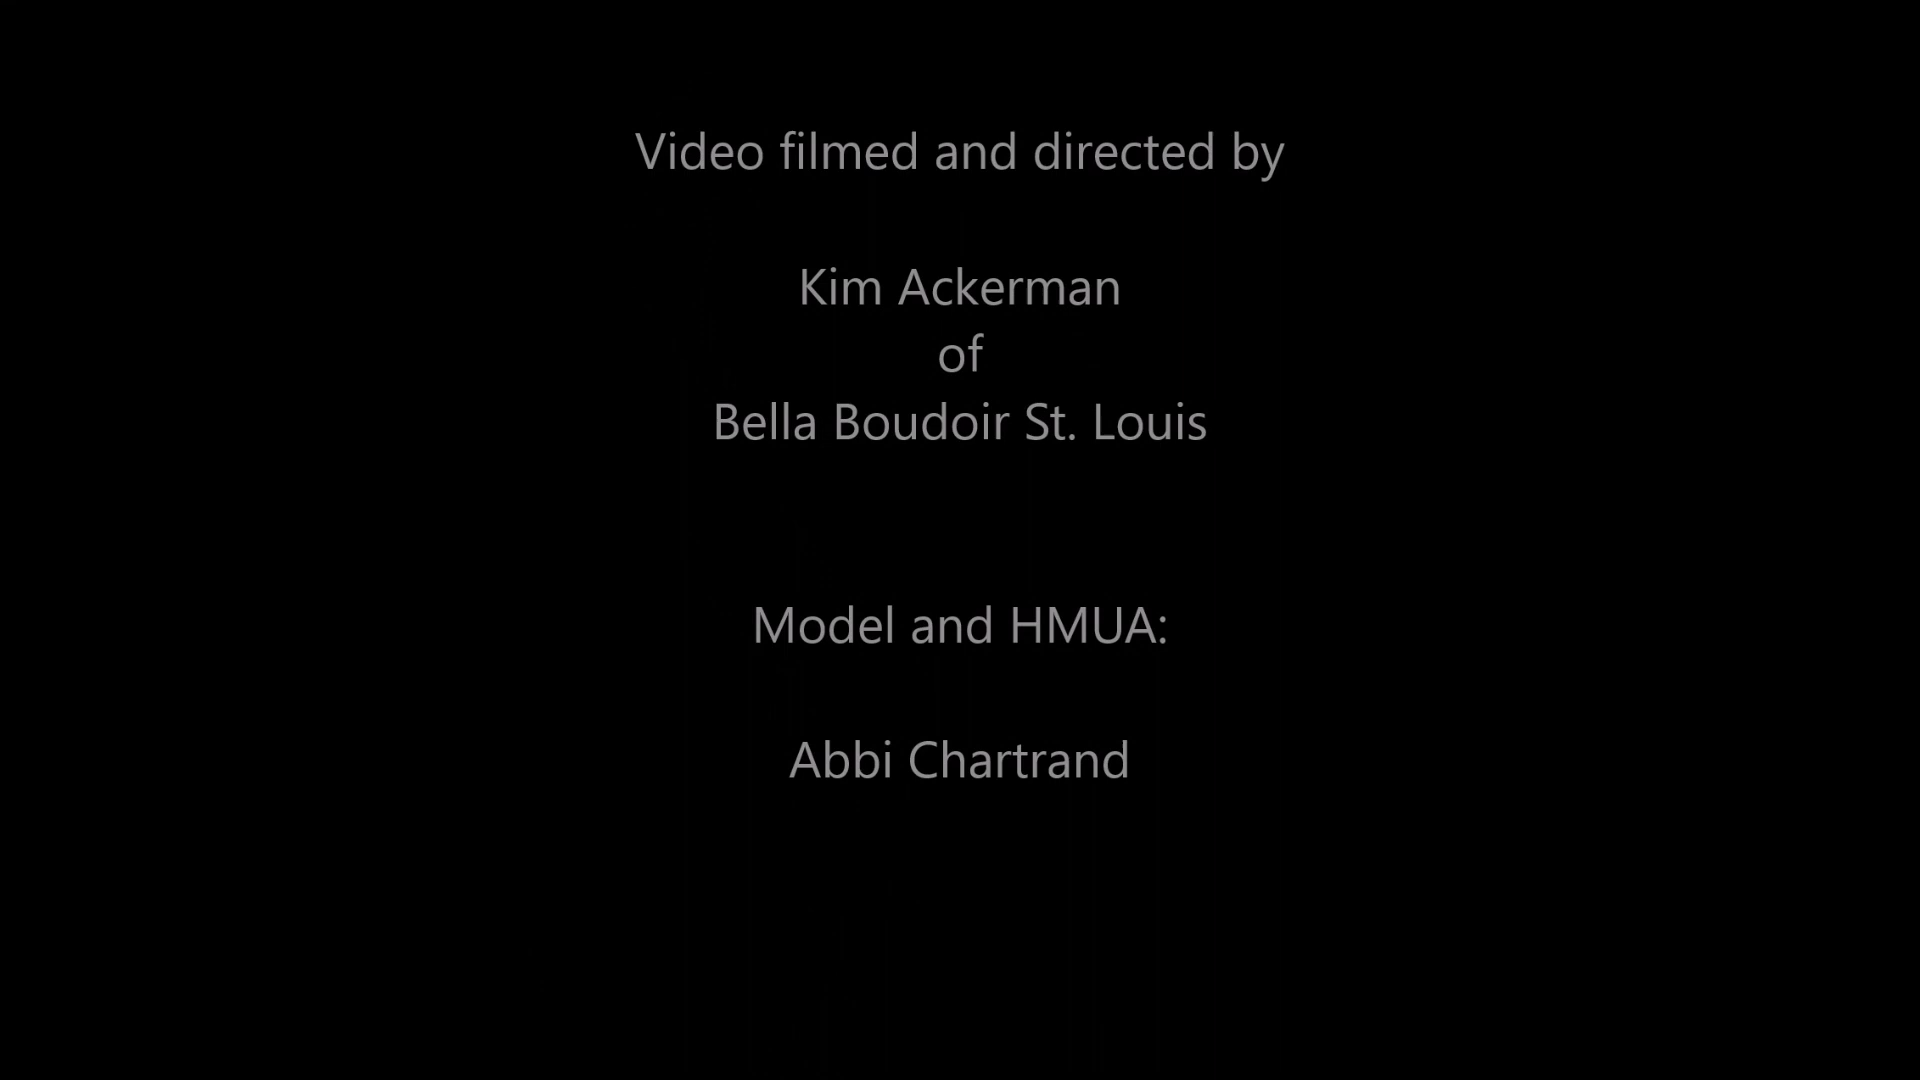 Video filmed and directed by
Kim Ackerman
of
Bella Boudoir St. Louis
Model and HMUA:
Abbi Chartrand